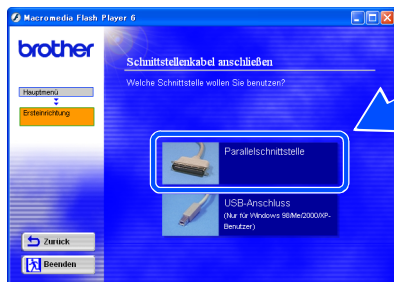 Macromedia Flash Player 6
brother
Schnittstellenkabel anschließen
Welche Schnittstelle wollen Sie benutzen?
Hauptmenü
Ersteinrichtung
Parallelschnittstelle
USB-Anschluss
(Nur für Windows 98/Me/2000/XP-
Benutzer)
Zurück
Beenden